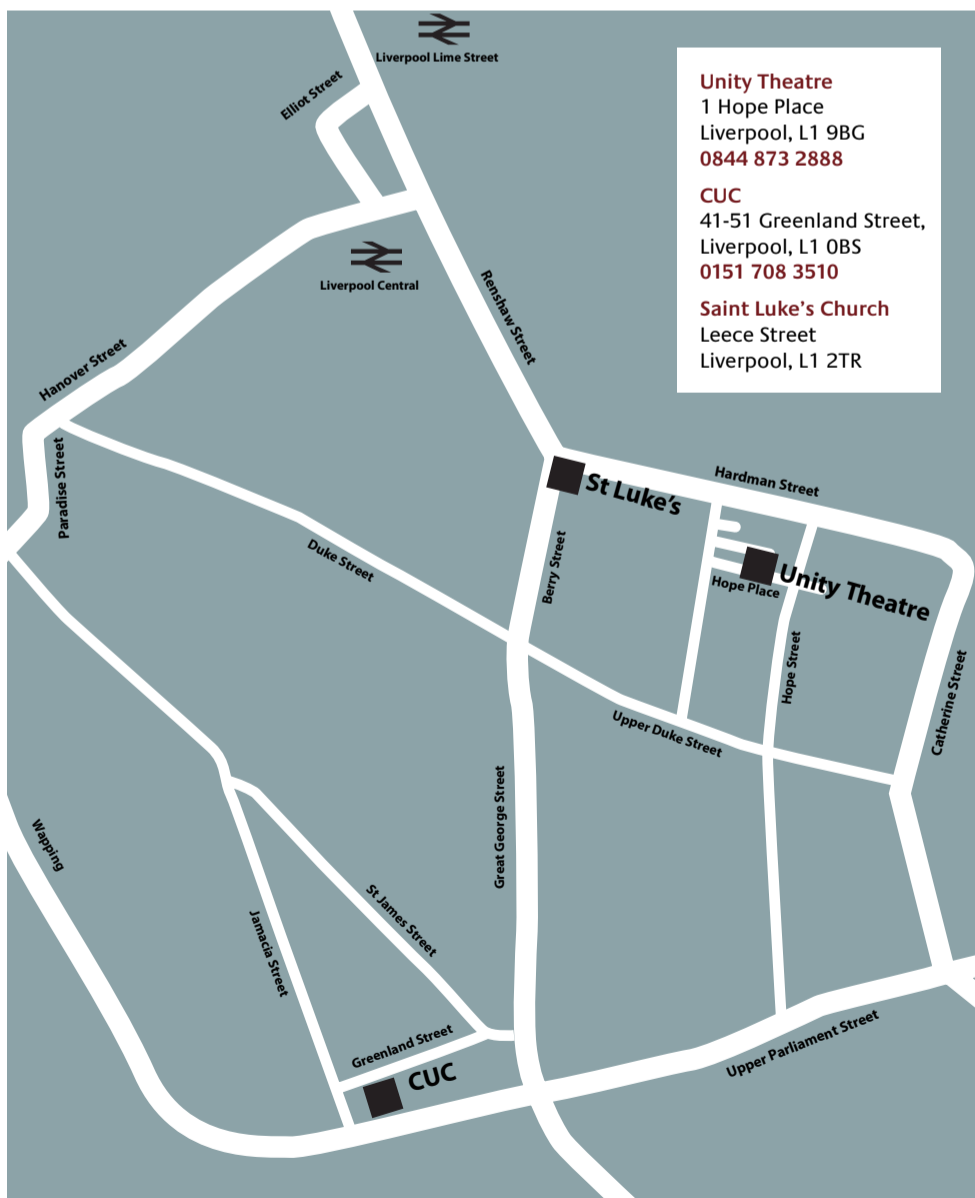 Liverpool Lime Street
Elliot Street
Unity Theatre
1 Hope Place
Liverpool, L1 9BG
0844 873 2888
CUC
41-51 Greenland Street,
Liverpool, L1 0BS
0151 708 3510
Saint Luke's Church
Leece Street
Liverpool, L1 2TR
Liverpool Central
Renshaw Street
Hanover Street
Paradise Street
St Luke's
Hardman Street
Duke Street
Berry Street
Hope Place
Unity Theatre
Hope Street
Catherine Street
Upper Duke Street
Great George Street
Wapping
Jamacia Street
St James Street
Greenland Street
CUC
Upper Parliament Street